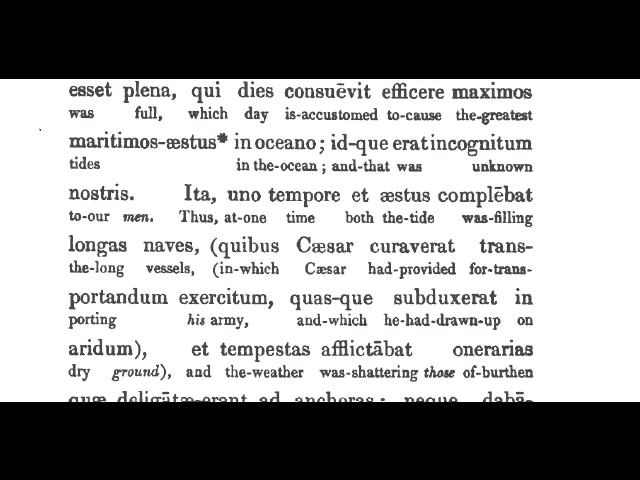 esset plena, qui dies consuēvit efficere maximos
was full, which day is-accustomed to-cause the-greatest
maritimos-æstus* in oceano; id-que erat incognitum
tides in the-ocean; and-that was unknown
nostris. Ita, uno tempore et æstus complēbat
to-our men. Thus, at-one time both the-tide was-filling
longas naves, (quibus Cæsar curaverat trans-
the-long vessels, (in-which Cæsar had-provided for-trans-
portandum exercitum, quas-que subduxerat in
porting his army, and-which he-had-drawn-up on
aridum), et tempestas afflictābat onerarias
dry ground), and the-weather was-shattering those of-burthen
quæ deligātæ-erant ad anchoras; neque dabā-